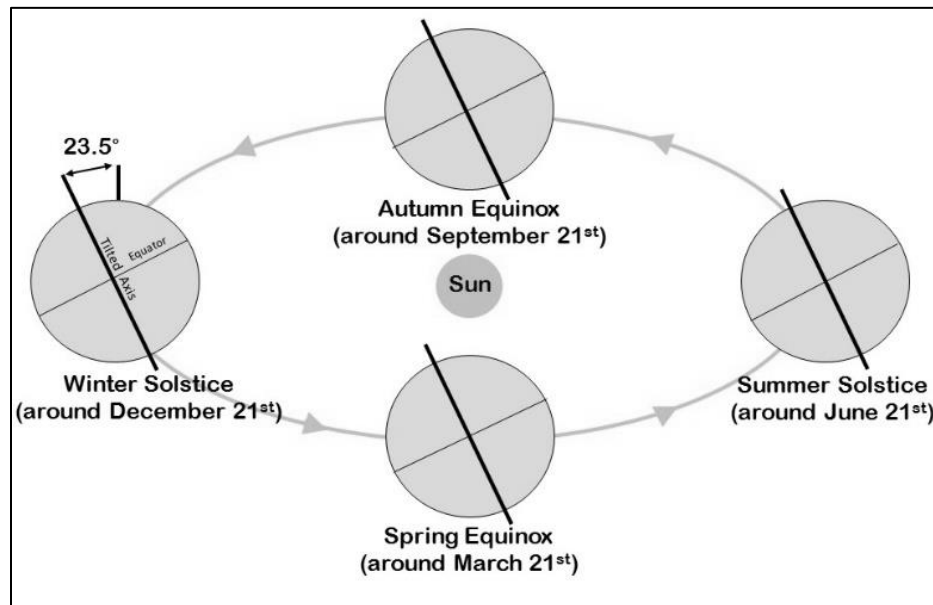 23.5°
Autumn Equinox
(around September 21st)
Tilted Axis
Equator
Sun
Winter Solstice
(around December 21st)
Summer Solstice
(around June 21st)
Spring Equinox
(around March 21st)